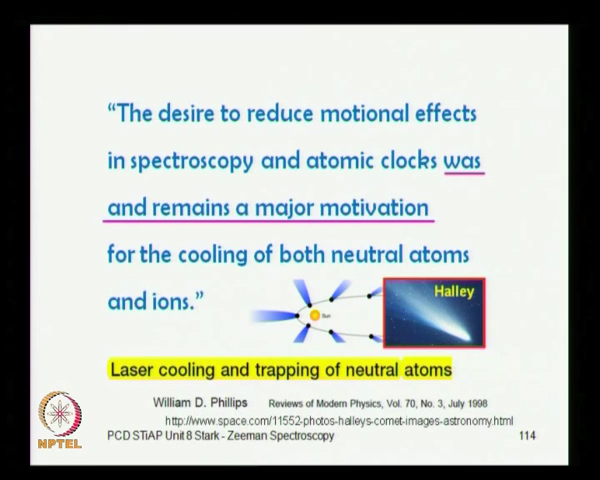 “The desire to reduce motional effects
in spectroscopy and atomic clocks was
and remains a major motivation
for the cooling of both neutral atoms
and ions.”
Halley
Sun
Laser cooling and trapping of neutral atoms
William D. Phillips Reviews of Modern Physics, Vol. 70, No. 3, July 1998
http://www.space.com/11552-photos-halleys-comet-images-astronomy.html
PCD STiAP Unit 8 Stark - Zeeman Spectroscopy 114
NPTEL